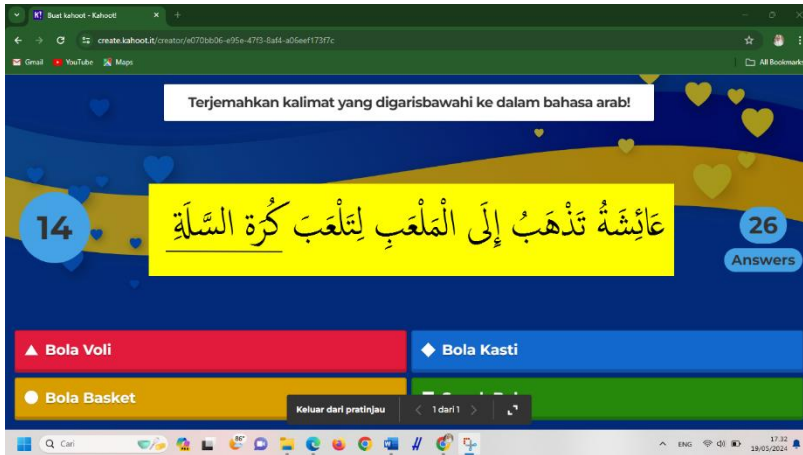 Buat kahoot - Kahoot!
create.kahoot.it/creator/e070bb06-e95e-47f3-8af4-a06eef173f7c
Gmail YouTube Maps All Bookmarks
Terjemahkan kalimat yang digarisbawahi ke dalam bahasa arab!
14
عَائِشَةُ تَذْهَبُ إِلَى الْمَلْعَبِ لِتَلْعَبَ كُرَة السَّلَةِ
26
Answers
Bola Voli
Bola Kasti
Bola Basket
Keluar dari pratinjau
1 dari 1
Cari
86°
ENG
17.32
19/05/2024